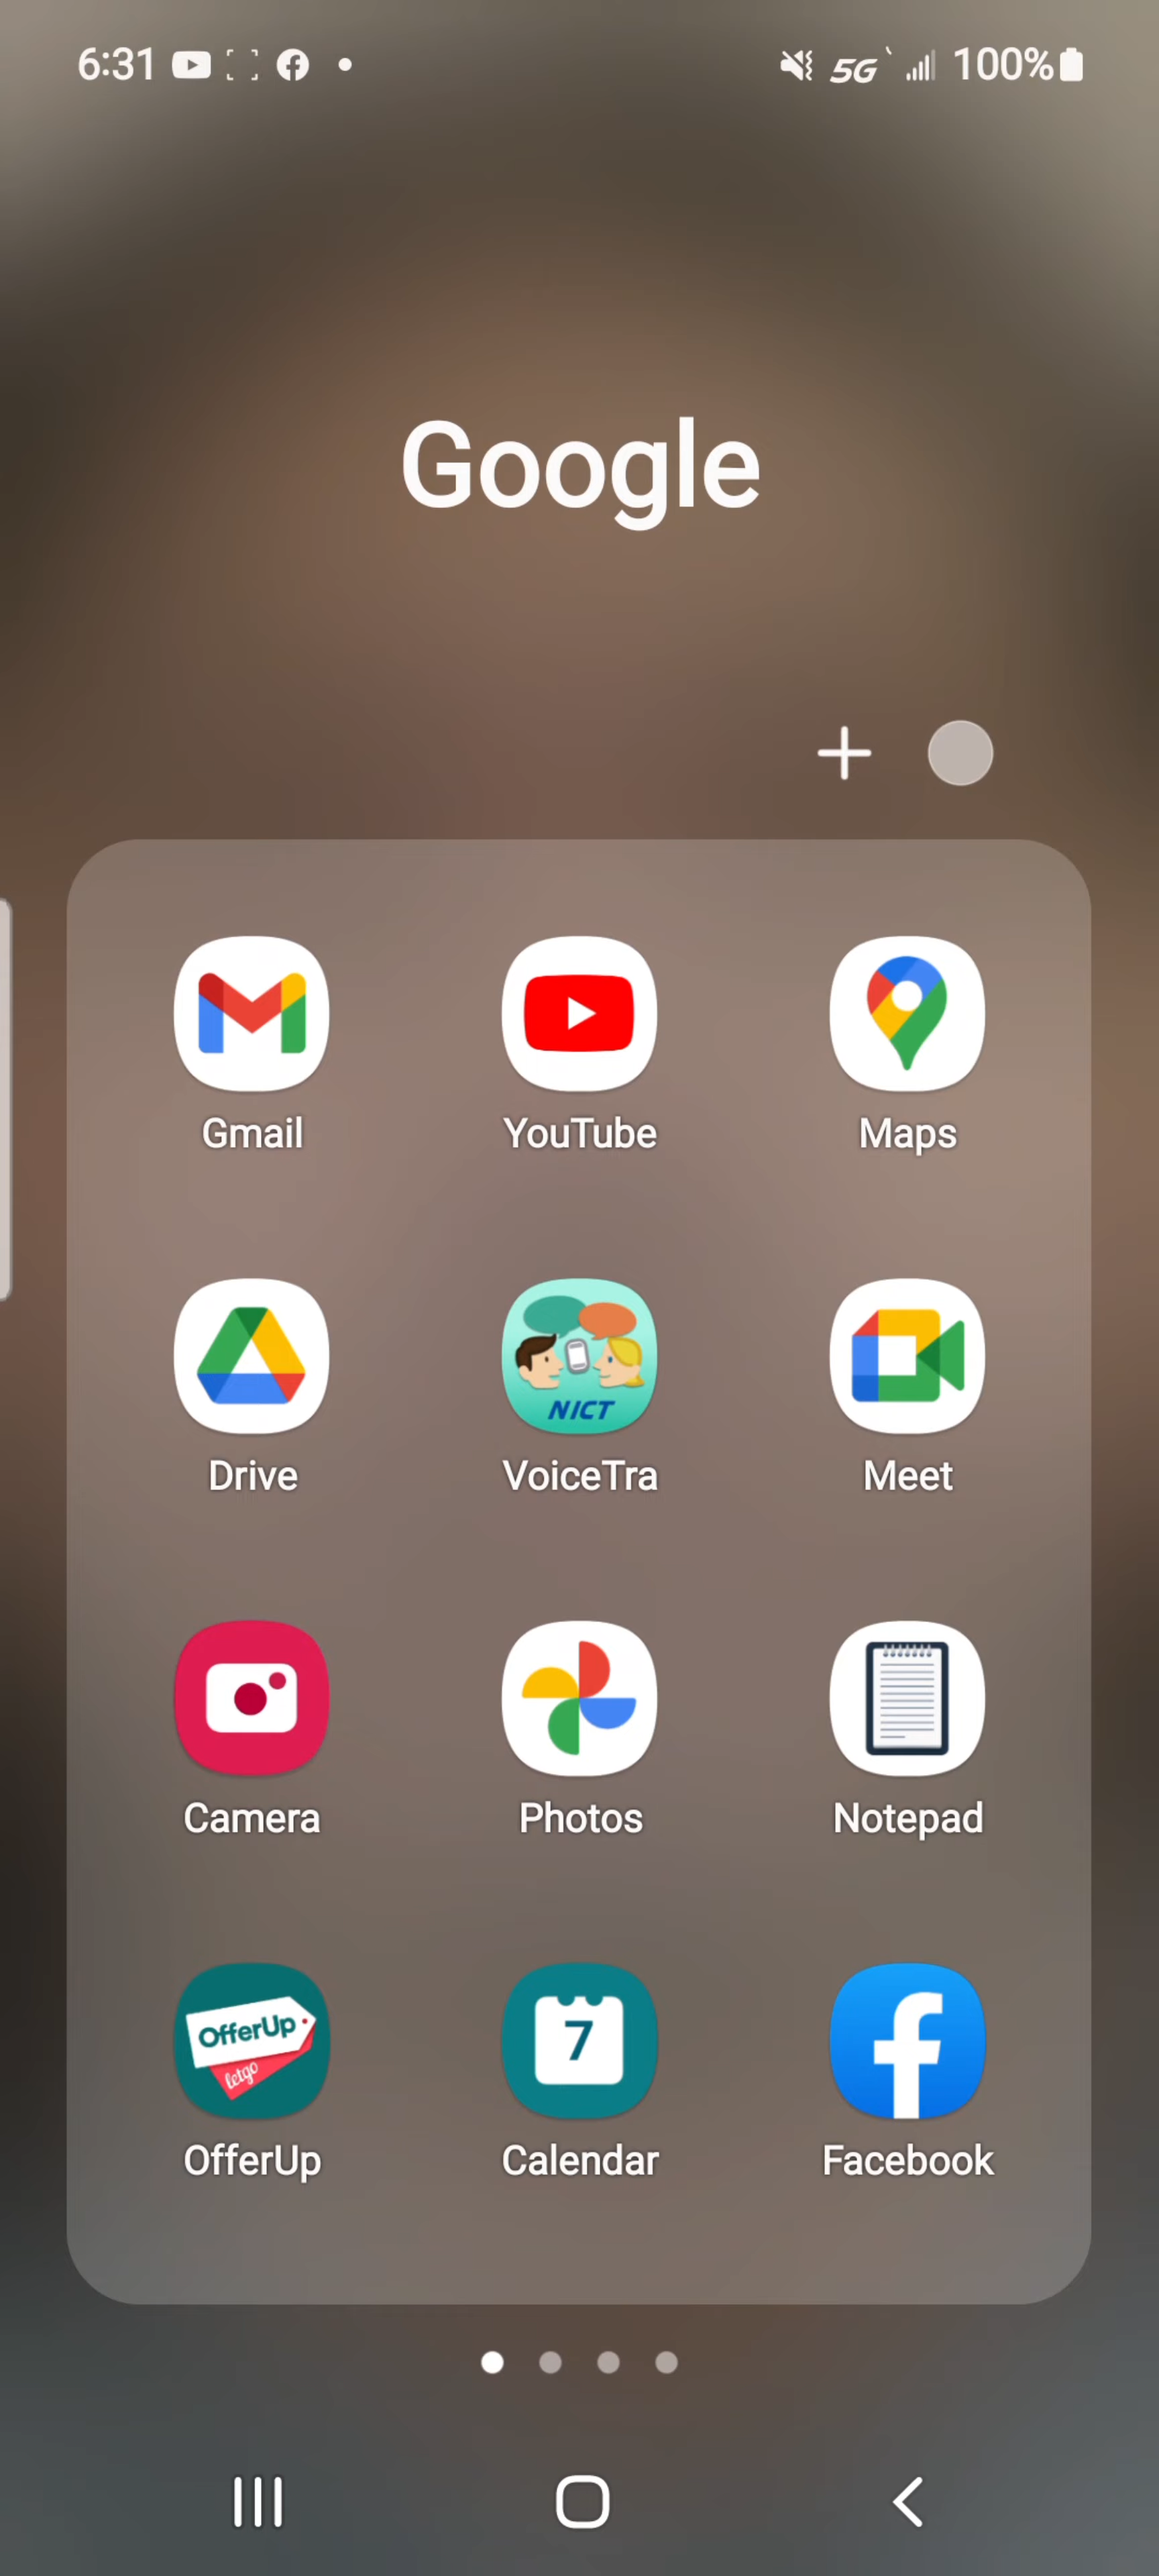 6:31 5G 100%
Google
Gmail YouTube Maps
NICT
Drive VoiceTra Meet
Camera Photos Notepad
OfferUp
letgo
7
OfferUp Calendar Facebook